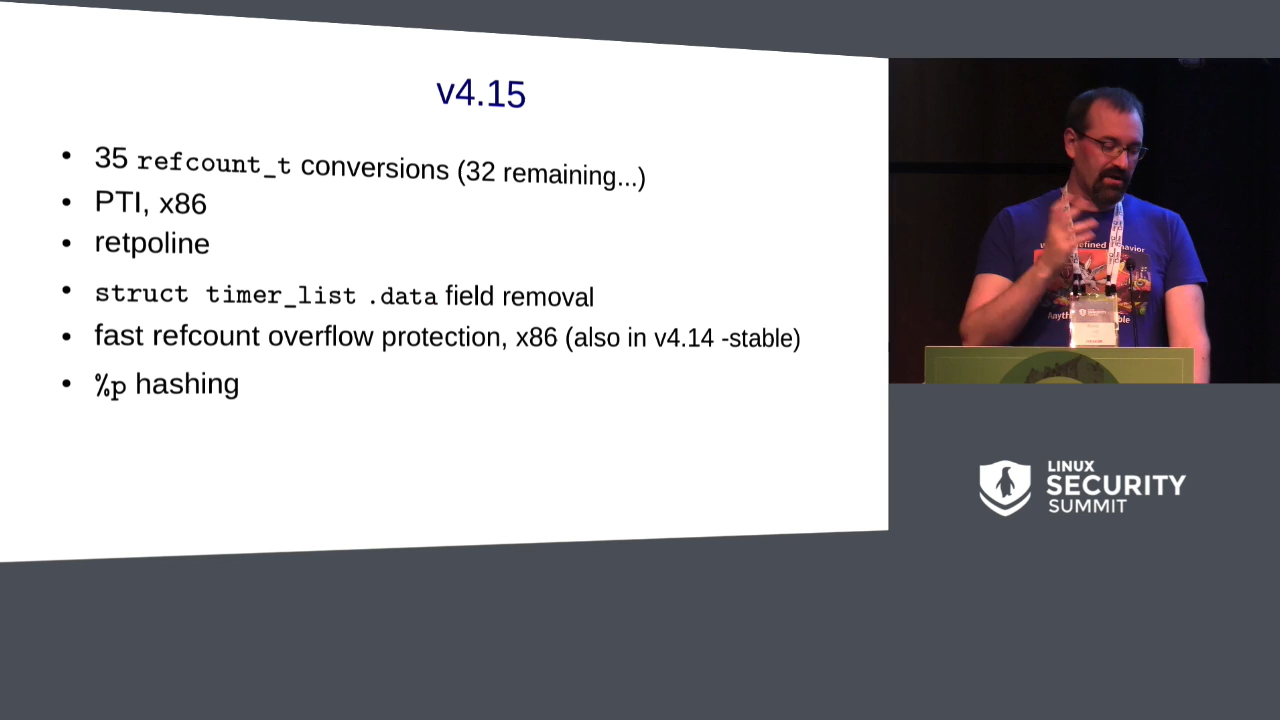 v4.15
• 35 refcount_t conversions (32 remaining...)
• PTI, x86
• retpoline
• struct timer_list .data field removal
• fast refcount overflow protection, x86 (also in v4.14 -stable)
• %p hashing
LINUX
SECURITY
SUMMIT